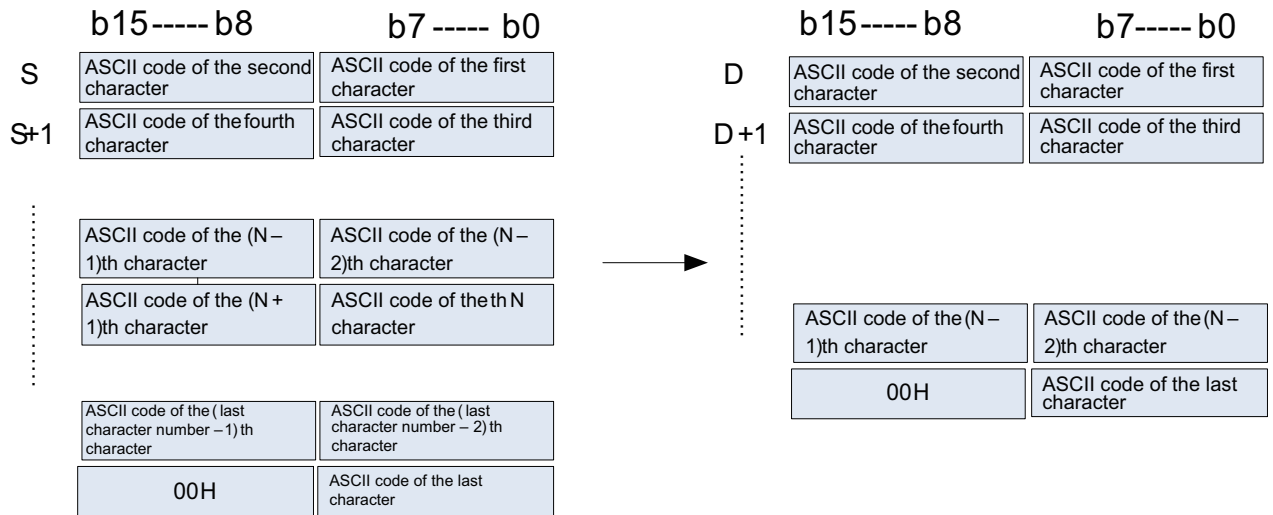 b15-----b8 b7 ----- b0
S
ASCII code of the second
character
ASCII code of the first
character
S+1
ASCII code of the fourth
character
ASCII code of the third
character
ASCII code of the (N –
1)th character
ASCII code of the (N –
2)th character
ASCII code of the (N +
1)th character
ASCII code of the th N
character
ASCII code of the ( last
character number – 1) th
character
ASCII code of the ( last
character number – 2) th
character
00H
ASCII code of the last
character
b15----- b8 b7----- b0
D
ASCII code of the second
character
ASCII code of the first
character
D +1
ASCII code of the fourth
character
ASCII code of the third
character
ASCII code of the (N –
1)th character
ASCII code of the (N –
2)th character
00H
ASCII code of the last
character